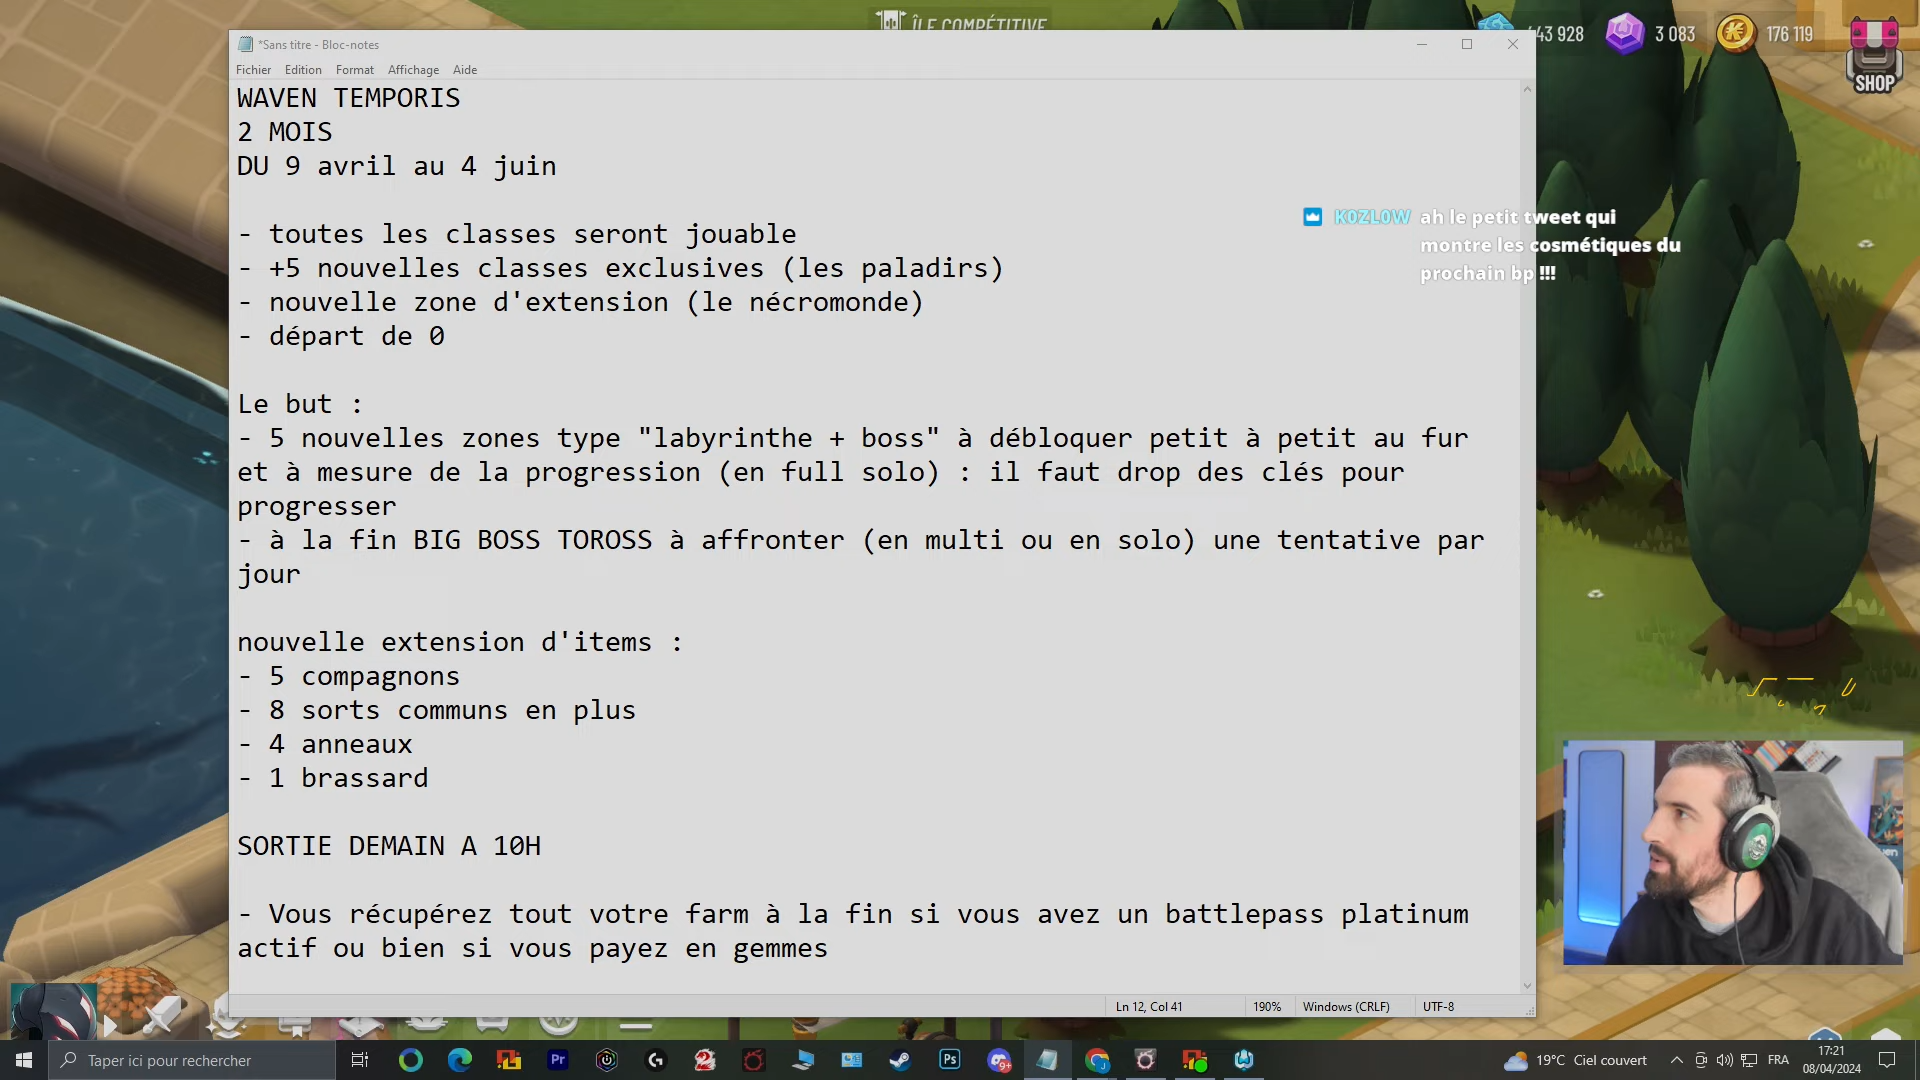 ÎLE COMPÉTITIVE
43 928
3 083
176 119
SHOP
*Sans titre - Bloc-notes
Fichier Edition Format Affichage Aide
WAVEN TEMPORIS
2 MOIS
DU 9 avril au 4 juin
- toutes les classes seront jouable
- +5 nouvelles classes exclusives (les paladirs)
- nouvelle zone d'extension (le nécromonde)
- départ de 0
Le but :
- 5 nouvelles zones type "labyrinthe + boss" à débloquer petit à petit au fur
et à mesure de la progression (en full solo) : il faut drop des clés pour
progresser
- à la fin BIG BOSS TOROSS à affronter (en multi ou en solo) une tentative par
jour
nouvelle extension d'items :
- 5 compagnons
- 8 sorts communs en plus
- 4 anneaux
- 1 brassard
SORTIE DEMAIN A 10H
- Vous récupérez tout votre farm à la fin si vous avez un battlepass platinum
actif ou bien si vous payez en gemmes
K0ZL0W ah le petit tweet qui
montre les cosmétiques du
prochain bp !!!
Ln 12, Col 41 190% Windows (CRLF) UTF-8
Taper ici pour rechercher
Pr
Ps
9+
19°C Ciel couvert
FRA
17:21
08/04/2024